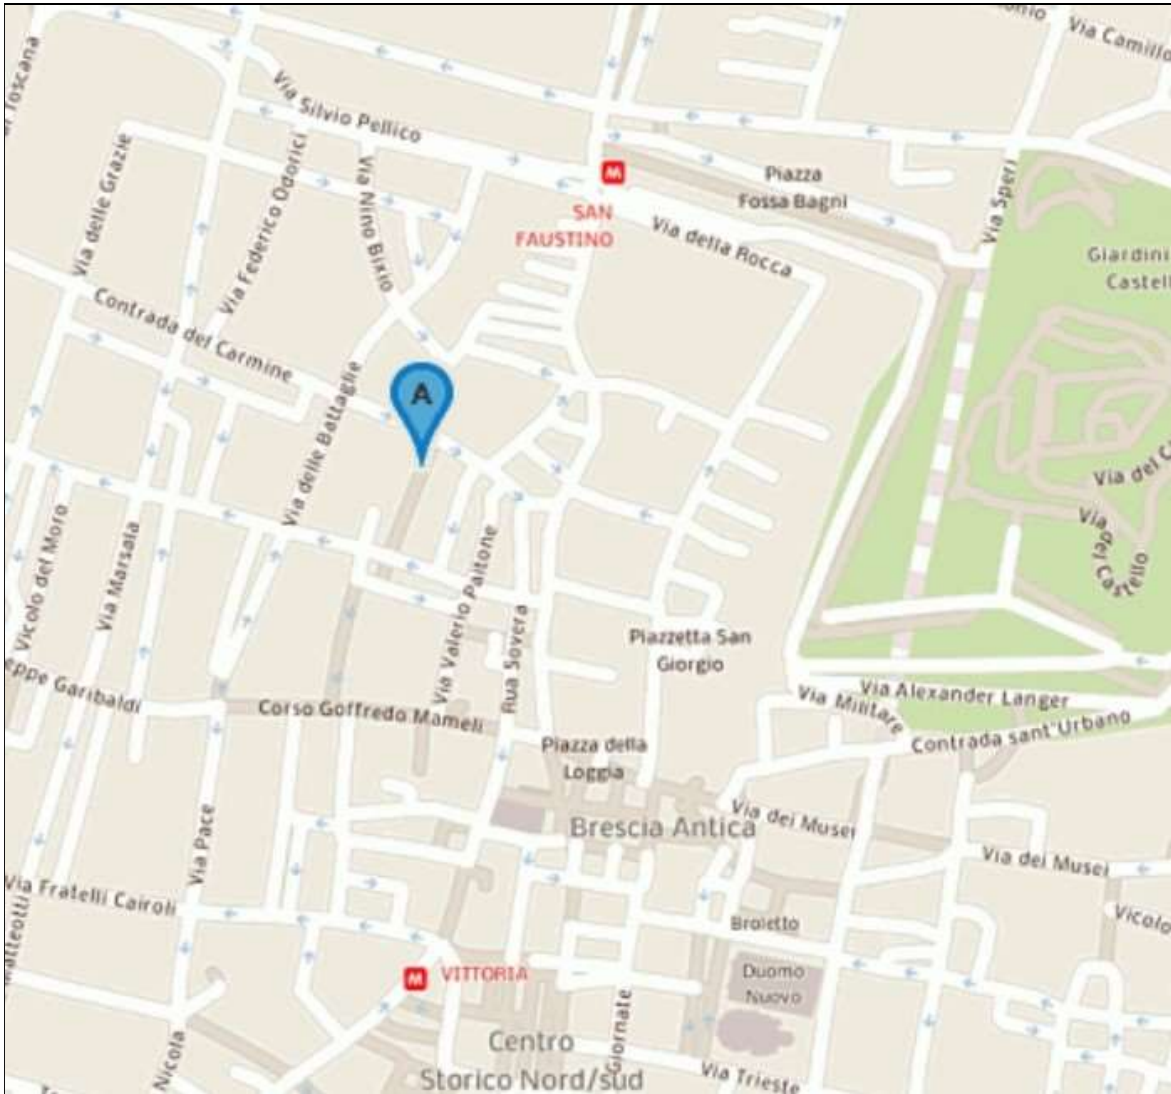 Via Camillo
Via Silvio Pellico
Via delle Grazie
Via Federico Odorici
Via Nino Bixio
M
SAN
FAUSTINO
Piazza
Fossa Bagni
Via Speri
Via della Rocca
Giardini
Castell
Contrada del Carmine
Via delle Battaglie
A
Via del C
Via del Castello
Vicolo del Moro
Via Marsala
Via Valerio Paitone
Rua Sovera
Piazzetta San
Giorgio
eppe Garibaldi
Corso Goffredo Mameli
Via Alexander Langer
Via Militare
Contrada sant'Urbano
Piazza della
Loggia
Brescia Antica
Via dei Musei
Via dei Musei
Via Pace
Via Fratelli Cairoli
Matteotti
Vicolo
Broletto
M
VITTORIA
Duomo
Nuovo
Giornate
Centro
Storico Nord/sud
Nicola
Via Trieste